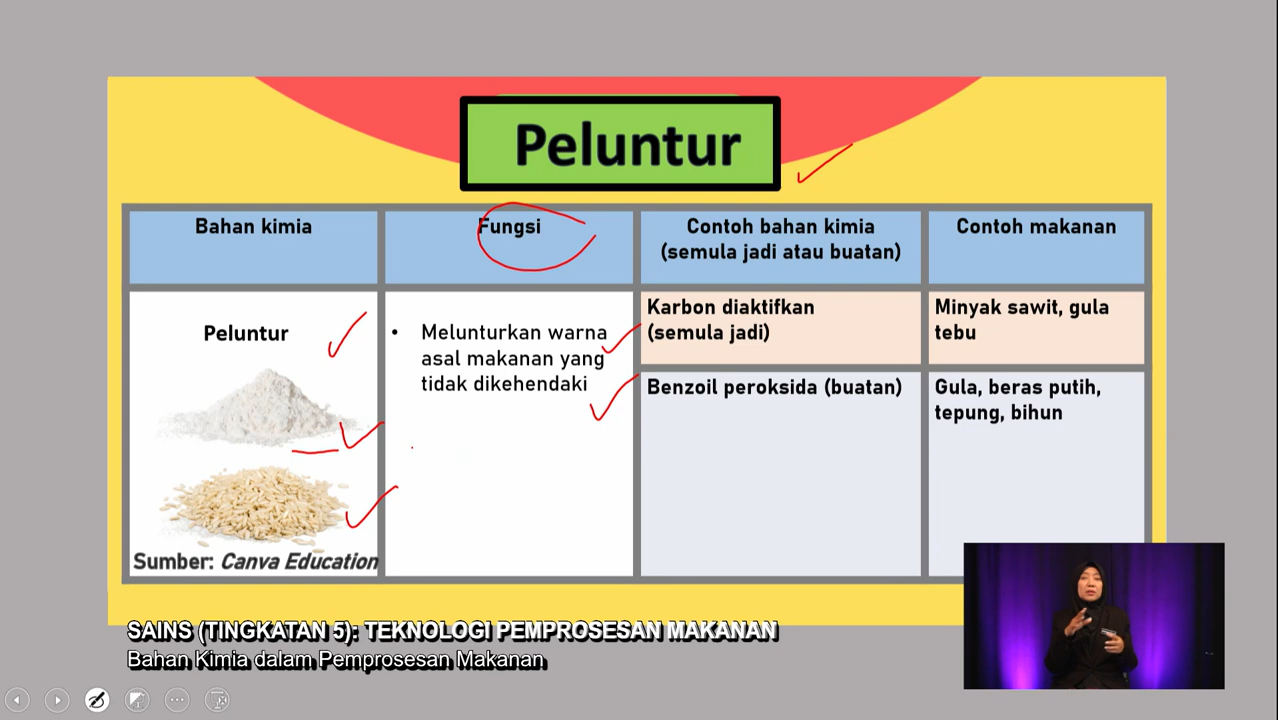 Peluntur
Bahan kimia
Fungsi
Contoh bahan kimia
(semula jadi atau buatan)
Contoh makanan
Peluntur
Sumber: Canva Education
• Melunturkan warna
asal makanan yang
tidak dikehendaki
Karbon diaktifkan
(semula jadi)
Minyak sawit, gula
tebu
Benzoil peroksida (buatan)
Gula, beras putih,
tepung, bihun
SAINS (TINGKATAN 5): TEKNOLOGI PEMPROSESAN MAKANAN
Bahan Kimia dalam Pemprosesan Makanan